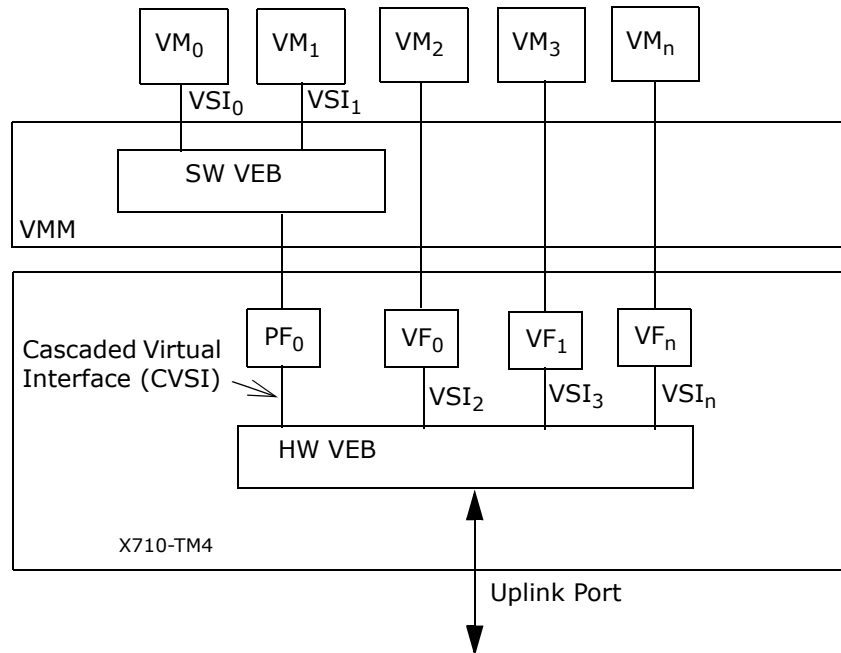 VM0
VM1
VM2
VM3
VMn
VSI0
VSI1
SW VEB
VMM
PF0
VF0
VF1
VFn
Cascaded Virtual
Interface (CVSI)
VSI2
VSI3
VSIn
HW VEB
X710-TM4
Uplink Port